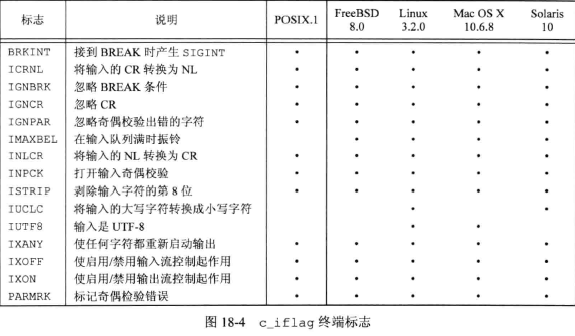 标志 说明 POSIX.1 FreeBSD 8.0 Linux 3.2.0 Mac OS X 10.6.8 Solaris 10
BRKINT 接到 BREAK 时产生 SIGINT • • • • •
ICRNL 将输入的 CR 转换为 NL • • • • •
IGNBRK 忽略 BREAK 条件 • • • • •
IGNCR 忽略 CR • • • • •
IGNPAR 忽略奇偶校验出错的字符 • • • • •
IMAXBEL 在输入队列满时振铃 • • • •
INLCR 将输入的 NL 转换为 CR • • • • •
INPCK 打开输入奇偶校验 • • • • •
ISTRIP 剥除输入字符的第 8 位 • • • • •
IUCLC 将输入的大写字符转换成小写字符 • •
IUTF8 输入是 UTF-8 • •
IXANY 使任何字符都重新启动输出 • • • • •
IXOFF 使启用/禁用输入流控制起作用 • • • • •
IXON 使启用/禁用输出流控制起作用 • • • • •
PARMRK 标记奇偶检验错误 • • • • •
图 18-4 c_iflag 终端标志